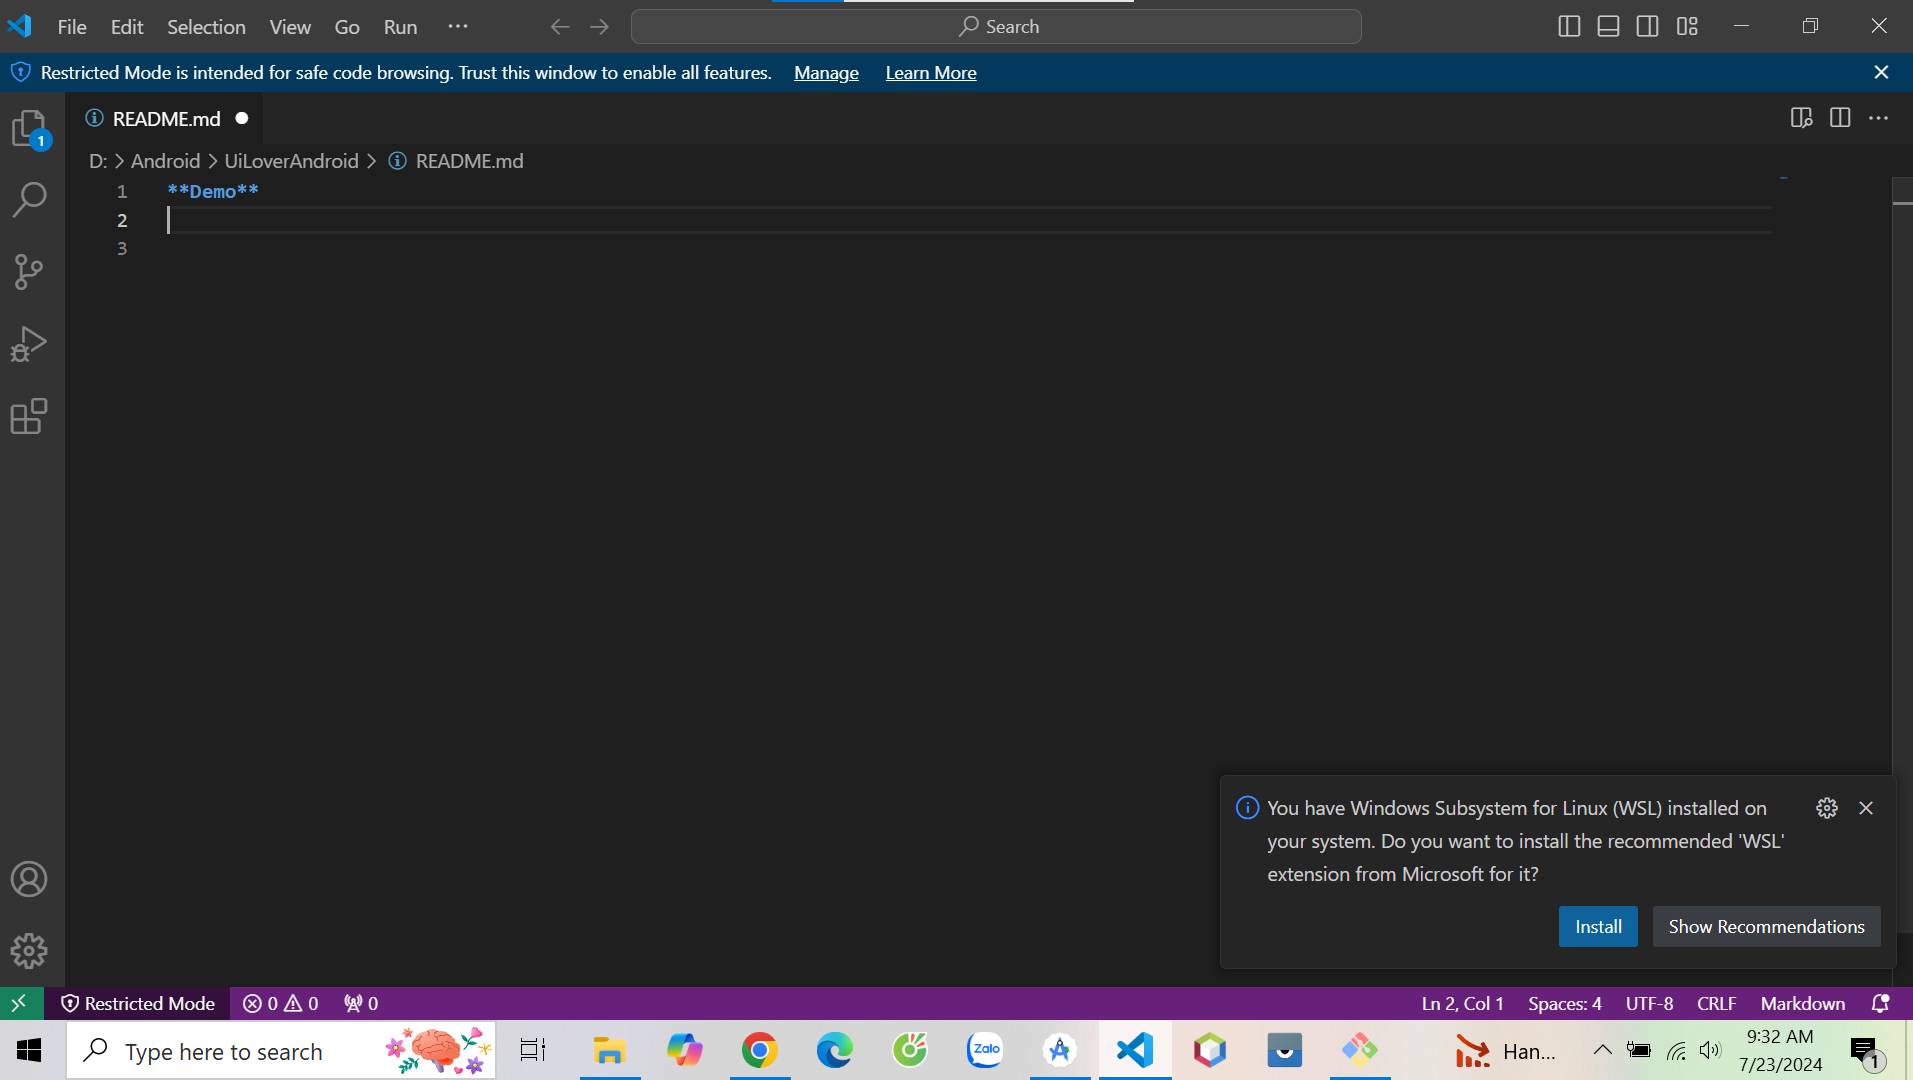 File Edit Selection View Go Run ···
Search
Restricted Mode is intended for safe code browsing. Trust this window to enable all features. Manage Learn More
1
README.md
D: > Android > UiLoverAndroid > README.md
1 **Demo**
2
3
You have Windows Subsystem for Linux (WSL) installed on
your system. Do you want to install the recommended 'WSL'
extension from Microsoft for it?
Install Show Recommendations
Restricted Mode 0 0 0 Ln 2, Col 1 Spaces: 4 UTF-8 CRLF Markdown
Type here to search
Zalo
Han...
9:32 AM
7/23/2024
1